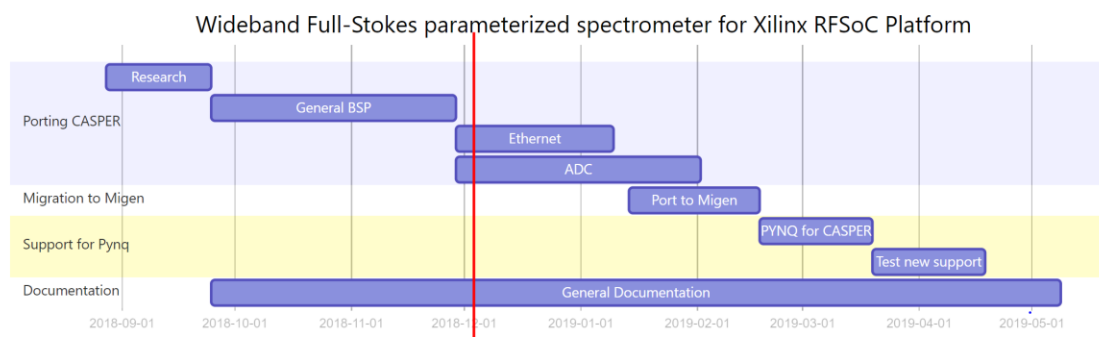 Wideband Full-Stokes parameterized spectrometer for Xilinx RFSoC Platform
Research
General BSP
Porting CASPER
Ethernet
ADC
Migration to Migen
Port to Migen
PYNQ for CASPER
Support for Pynq
Test new support
Documentation
General Documentation
2018-09-01 2018-10-01 2018-11-01 2018-12-01 2019-01-01 2019-02-01 2019-03-01 2019-04-01 2019-05-01